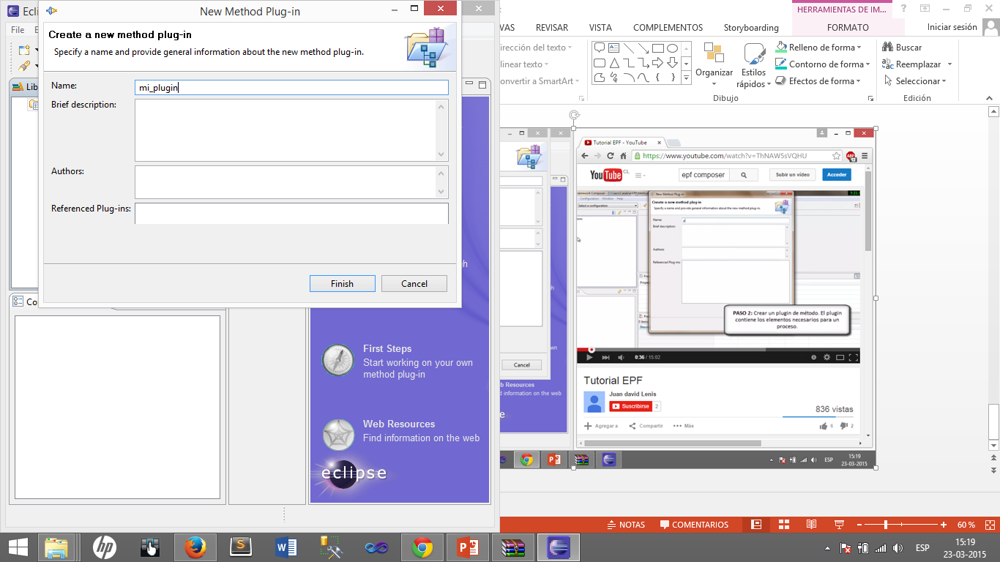 Ecl
New Method Plug-in
File
Create a new method plug-in
Specify a name and provide general information about the new method plug-in.
Name:
mi_plugin
Brief description:
Authors:
Referenced Plug-ins:
Finish
Cancel
Lib
Co
First Steps
Start working on your own
method plug-in
Web Resources
Find information on the web
eclipse
HERRAMIENTAS DE IM...
REVISAR
VISTA
COMPLEMENTOS
Storyboarding
FORMATO
Iniciar sesión
irección del texto
linear texto
onvertir a SmartArt
Organizar
Estilos
rápidos
Relleno de forma
Contorno de forma
Efectos de forma
Dibujo
Buscar
Reemplazar
Seleccionar
Edición
Cancel
b Resources
d information on the web
Tutorial EPF - YouTube
https://www.youtube.com/watch?v=ThNAW5sVQHU
ABP
YouTube CL
epf composer
Subir un vídeo
Acceder
New Method Plug-in
Create a new method plug-in
Specify a name and provide general information about the new method plug-in.
Name:
Brief description:
Authors:
Referenced Plug-ins:
PASO 2: Crear un plugin de método. El plugin
contiene los elementos necesarios para un
proceso.
0:36 / 15:02
Tutorial EPF
Juan david Lenis
Suscribirse 2
836 vistas
Agregar a
Compartir
Más
6
2
ESP
15:19
23-03-2015
NOTAS
COMENTARIOS
60 %
ESP
15:19
23-03-2015